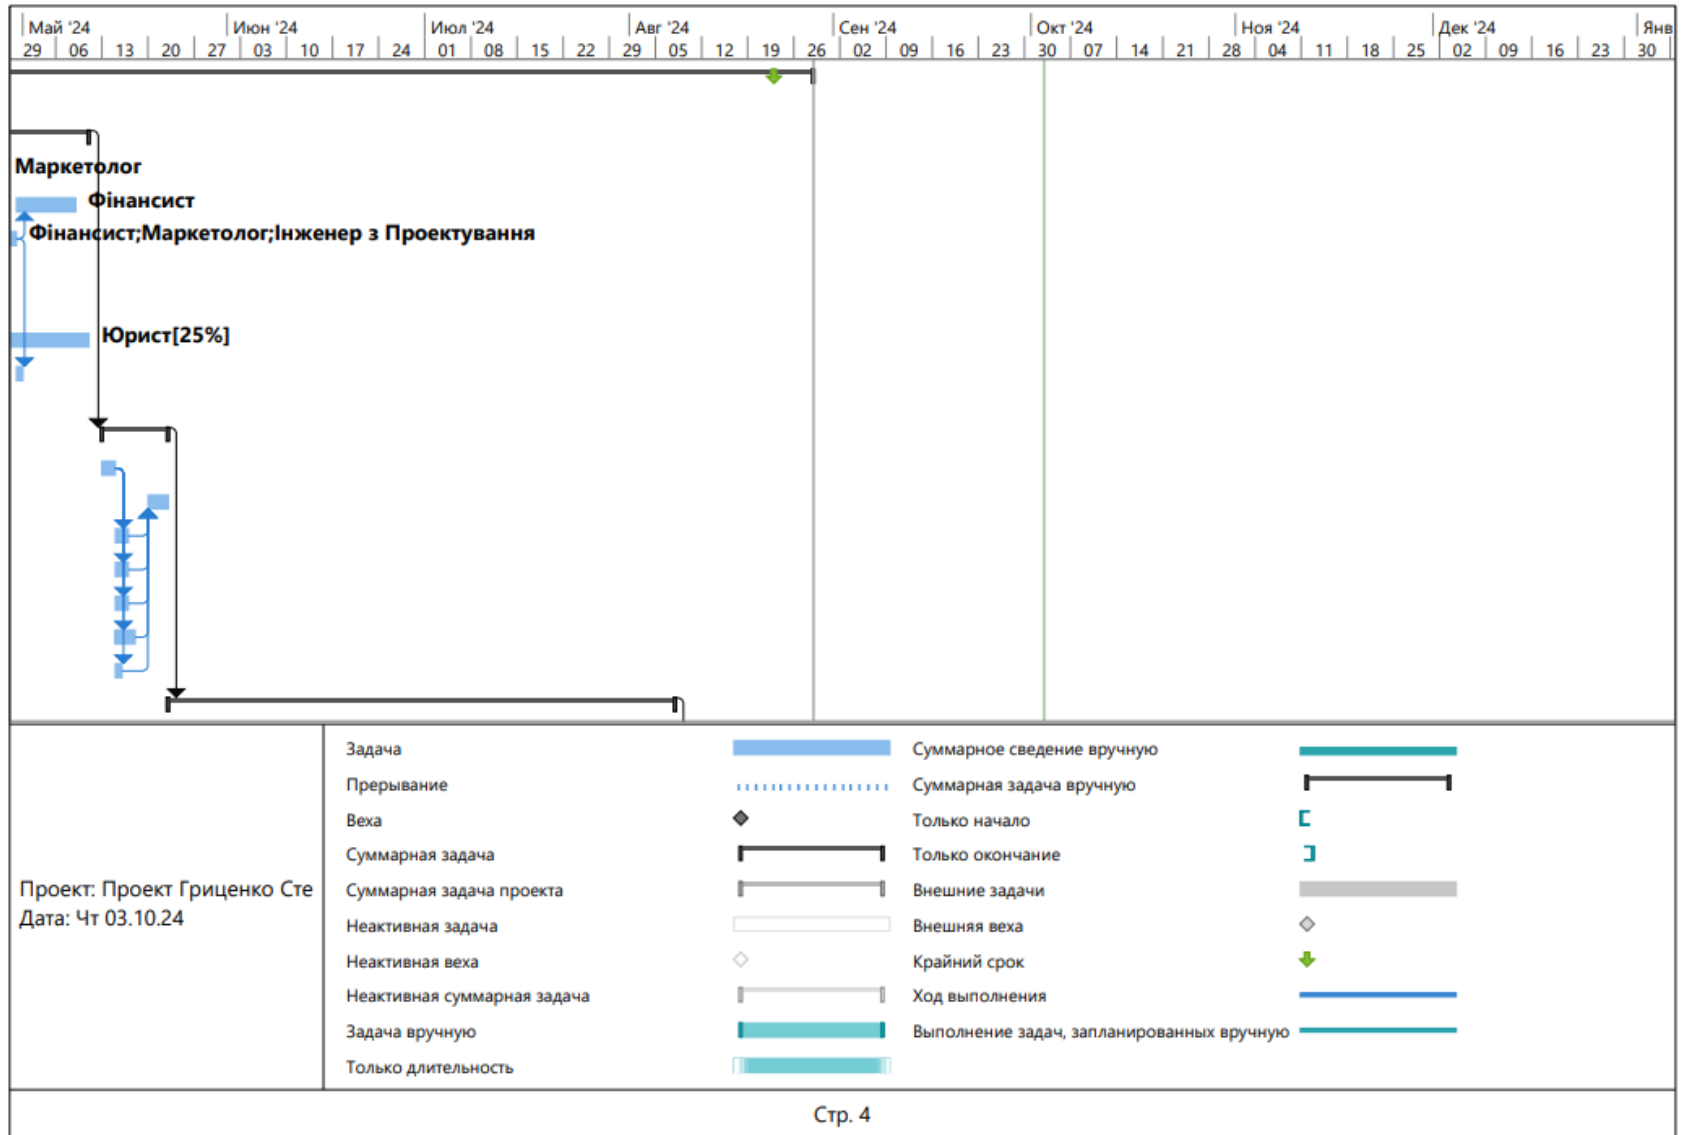 Май '24 Июн '24 Июл '24 Авг '24 Сен '24 Окт '24 Ноя '24 Дек '24 Янв
29 06 13 20 27 03 10 17 24 01 08 15 22 29 05 12 19 26 02 09 16 23 30 07 14 21 28 04 11 18 25 02 09 16 23 30
Маркетолог
Фінансист
Фінансист;Маркетолог;Інженер з Проектування
Юрист[25%]
Проект: Проект Гриценко Сте
Дата: Чт 03.10.24
Задача
Прерывание
Веха
Суммарная задача
Суммарная задача проекта
Неактивная задача
Неактивная веха
Неактивная суммарная задача
Задача вручную
Только длительность
Суммарное сведение вручную
Суммарная задача вручную
Только начало
Только окончание
Внешние задачи
Внешняя веха
Крайний срок
Ход выполнения
Выполнение задач, запланированных вручную
Стр. 4